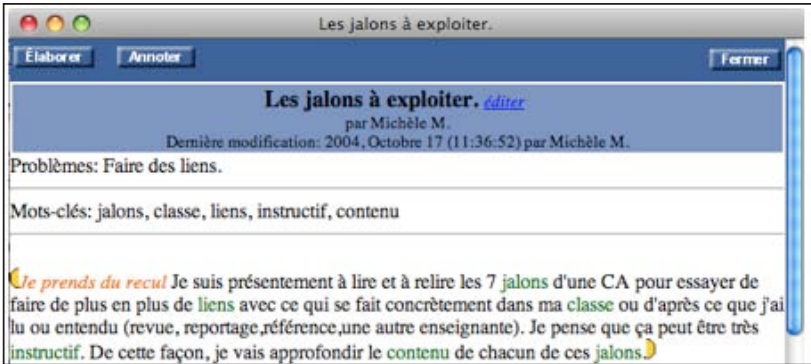 Les jalons à exploiter.
Élaborer Annoter Fermer
Les jalons à exploiter. éditer
par Michèle M.
Dernière modification: 2004, Octobre 17 (11:36:52) par Michèle M.
Problèmes: Faire des liens.
Mots-clés: jalons, classe, liens, instructif, contenu
Je prends du recul Je suis présentement à lire et à relire les 7 jalons d'une CA pour essayer de
faire de plus en plus de liens avec ce qui se fait concrètement dans ma classe ou d'après ce que j'ai
lu ou entendu (revue, reportage,référence,une autre enseignante). Je pense que ça peut être très
instructif. De cette façon, je vais approfondir le contenu de chacun de ces jalons.